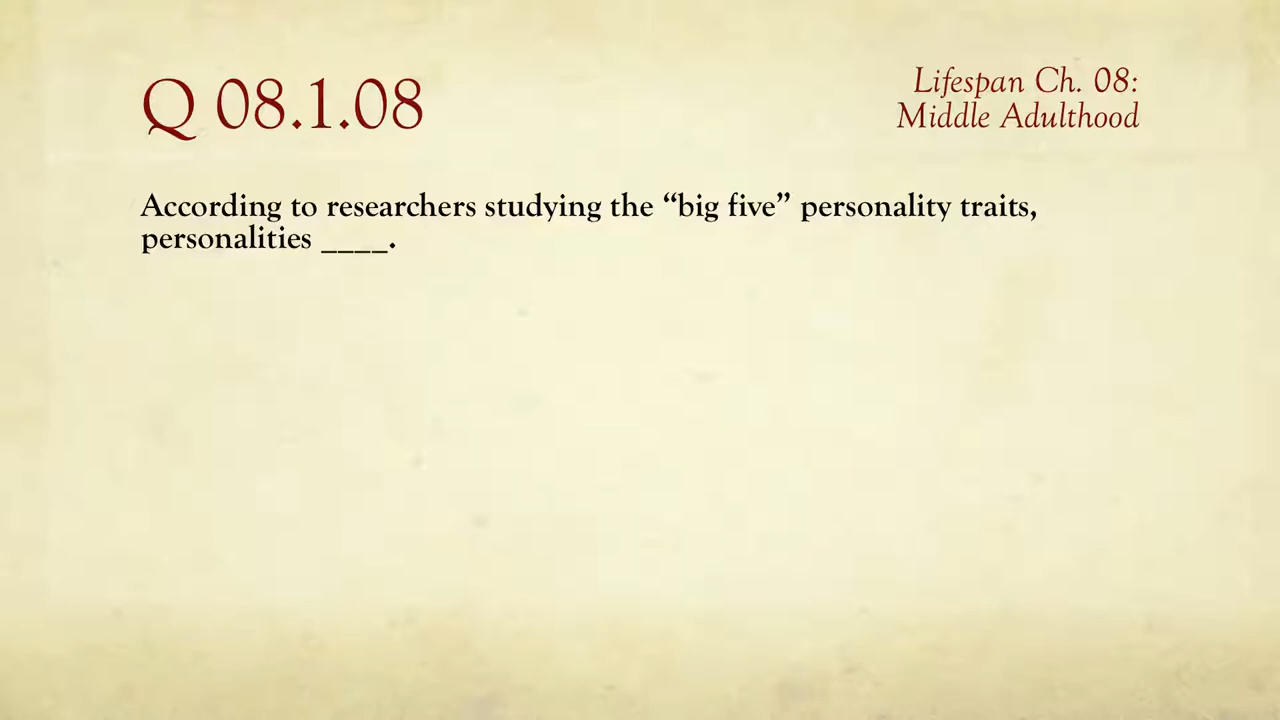 Q 08.1.08
Lifespan Ch. 08:
Middle Adulthood
According to researchers studying the “big five” personality traits,
personalities ____.